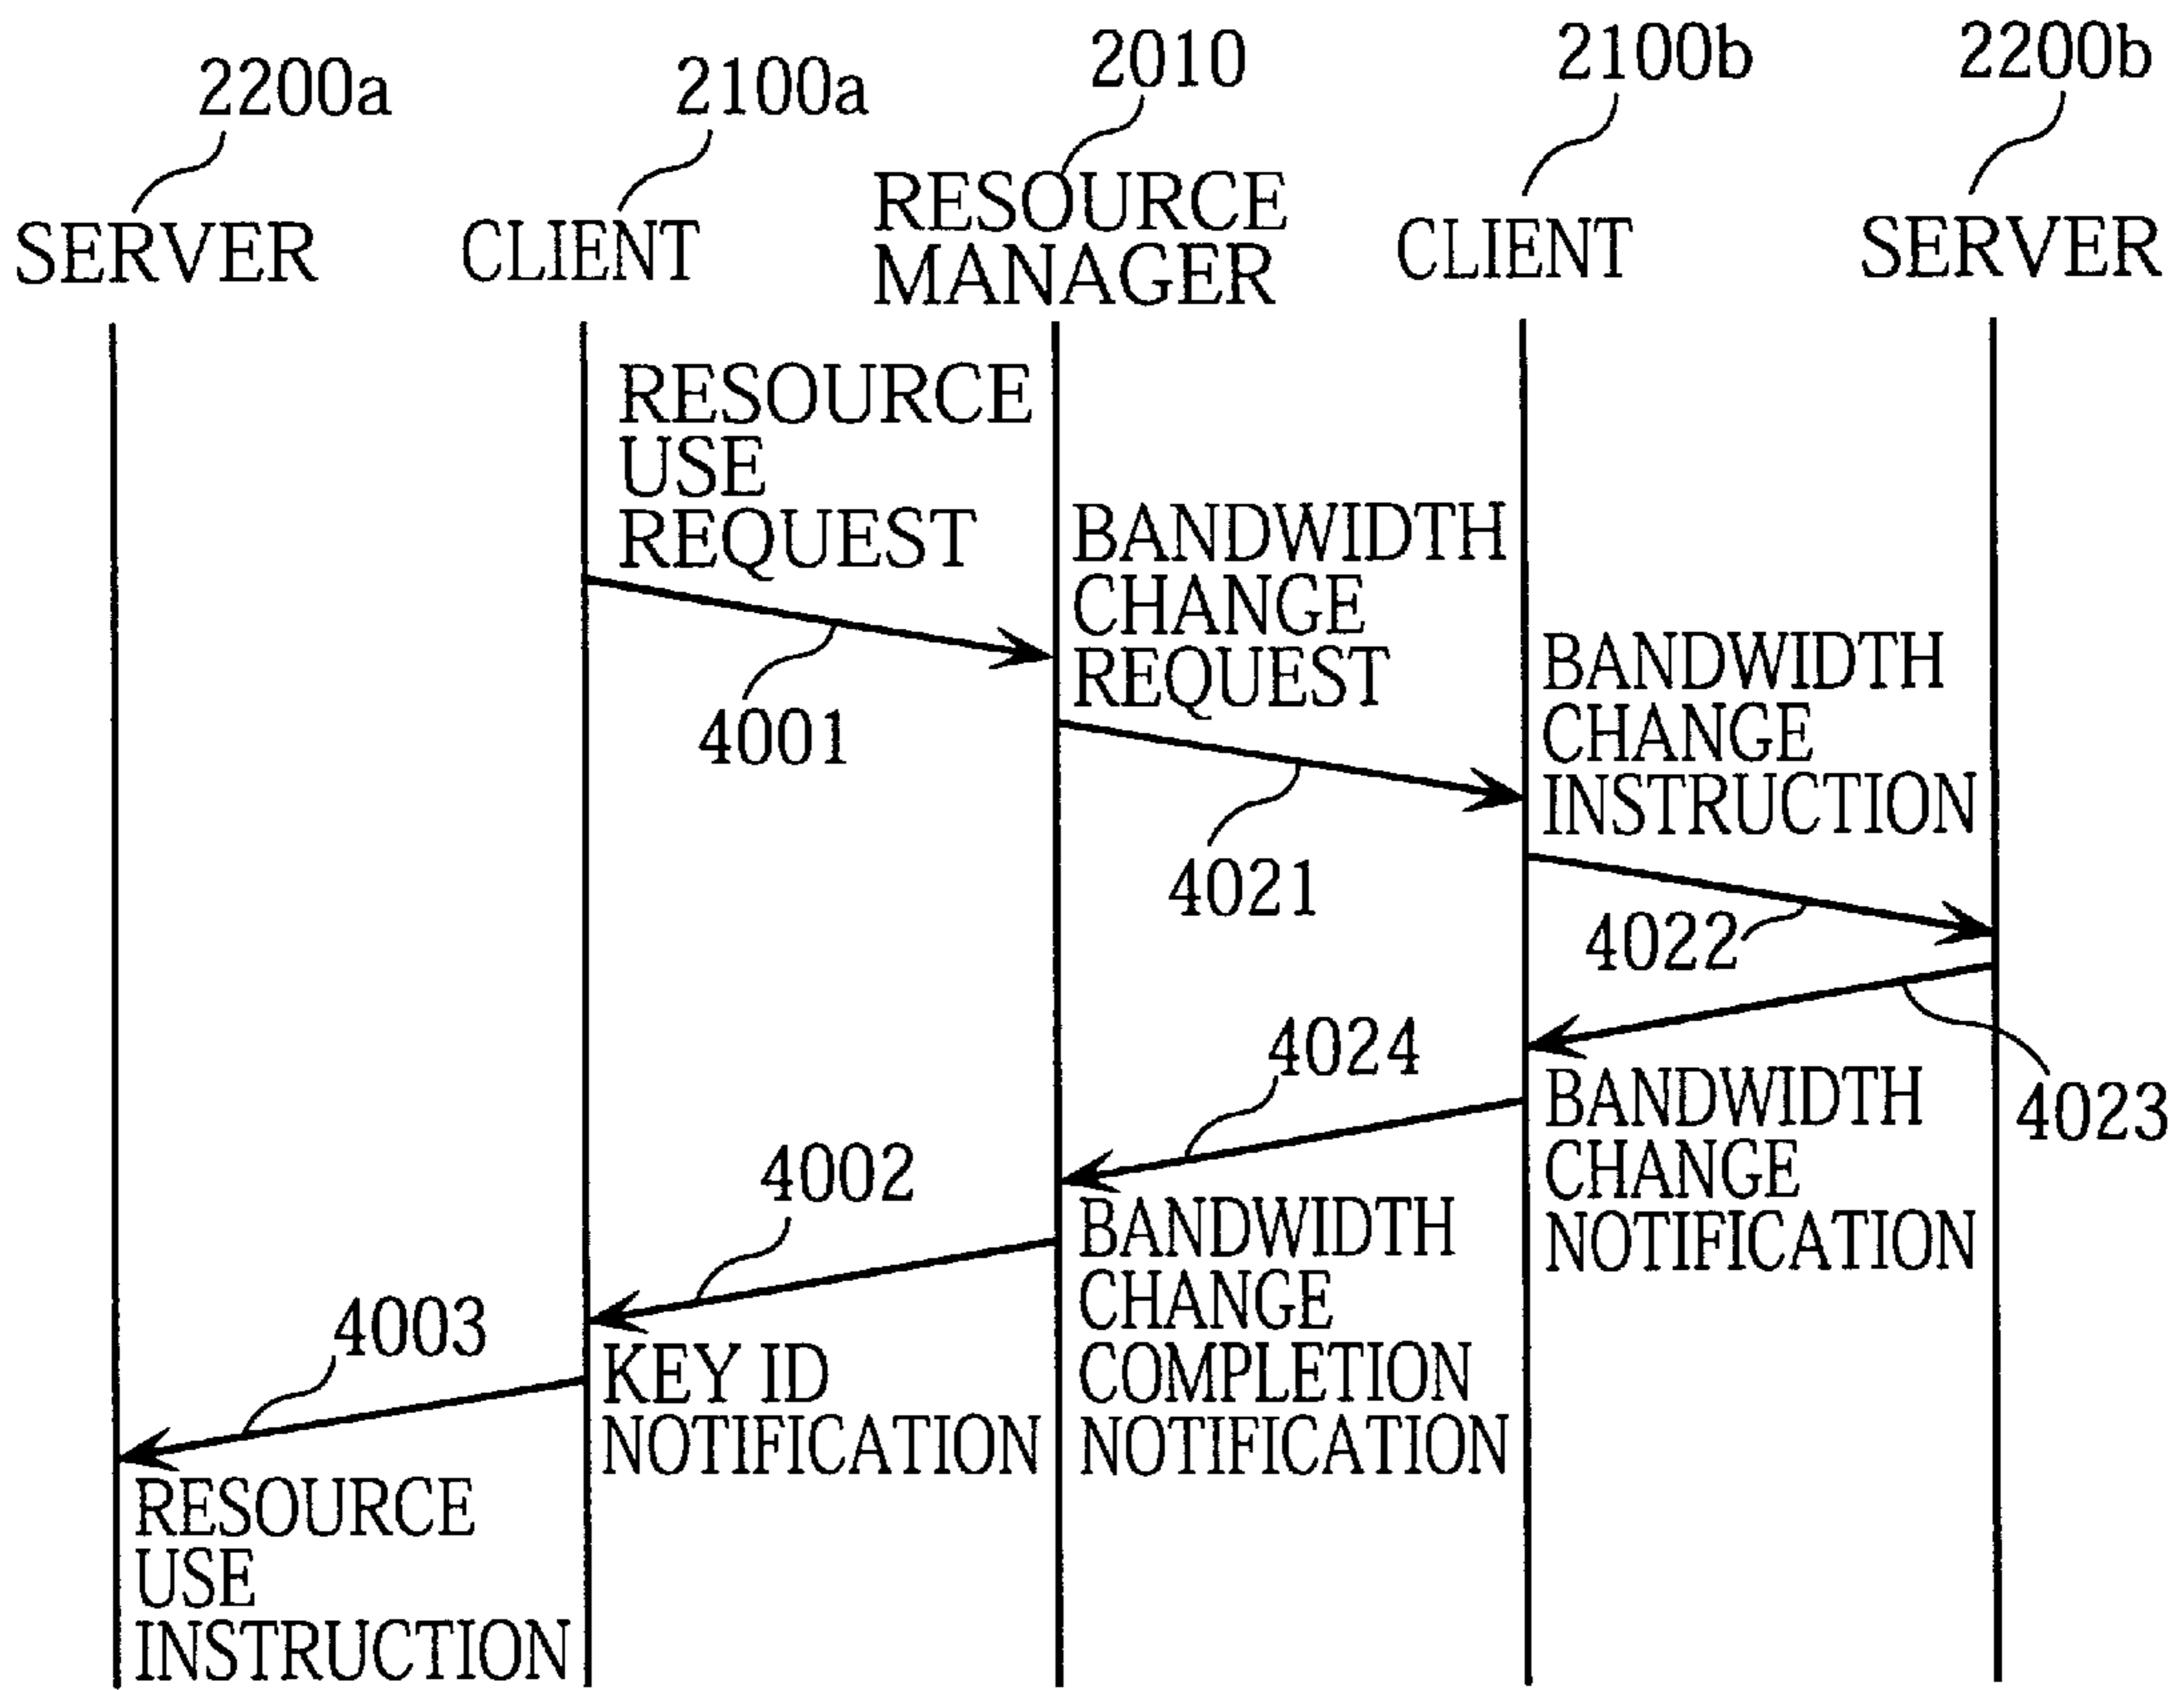 2200a
2100a
2010
2100b
2200b
SERVER
CLIENT
RESOURCE
MANAGER
CLIENT
SERVER
RESOURCE
USE
REQUEST
4001
BANDWIDTH
CHANGE
REQUEST
4021
BANDWIDTH
CHANGE
INSTRUCTION
4022
4023
BANDWIDTH
CHANGE
NOTIFICATION
4024
BANDWIDTH
CHANGE
COMPLETION
NOTIFICATION
4002
KEY ID
NOTIFICATION
4003
RESOURCE
USE
INSTRUCTION